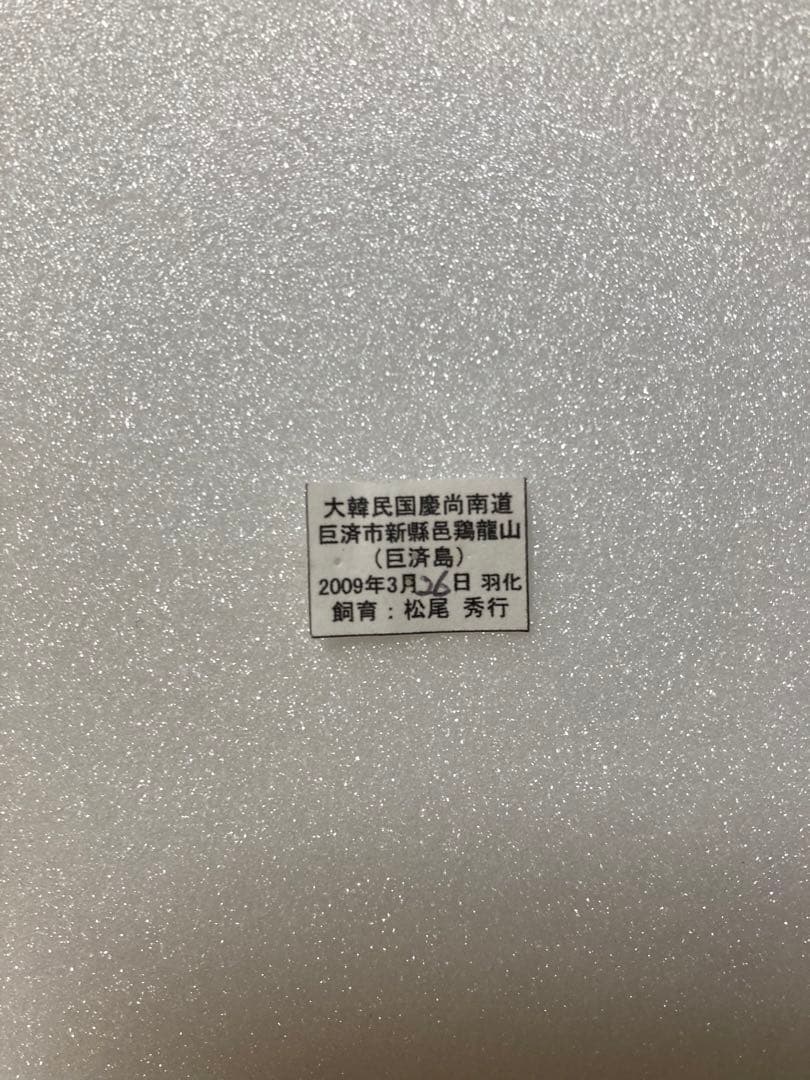 大韓民国慶尚南道
巨済市新縣邑鶏龍山
（巨済島）
2009年3月26日 羽化
飼育：松尾 秀行